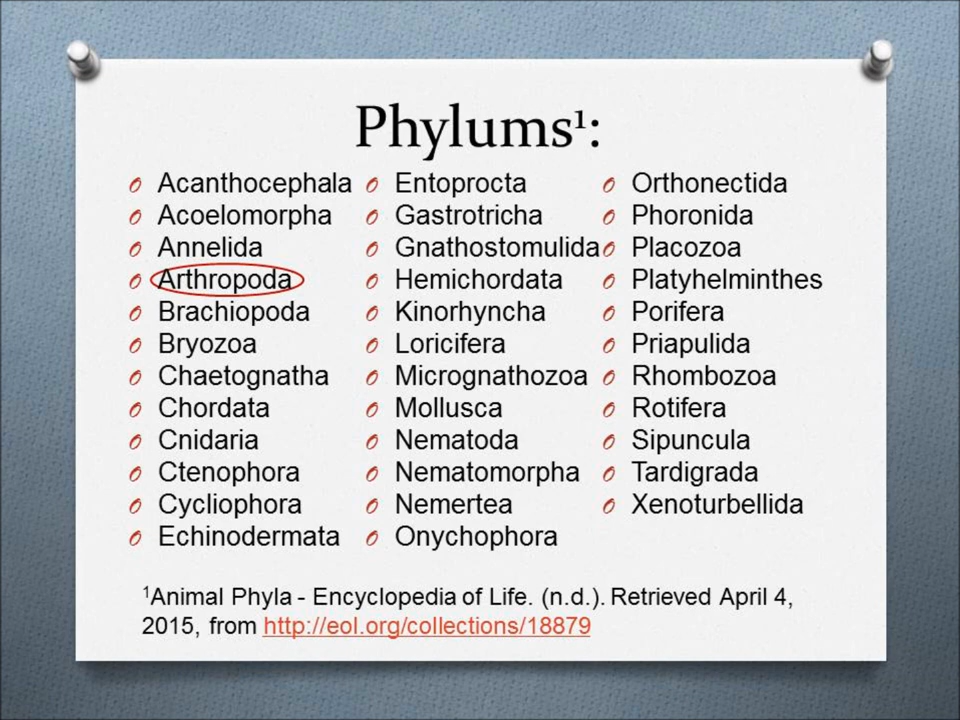 Phylums¹:
Acanthocephala
Acoelomorpha
Annelida
Arthropoda
Brachiopoda
Bryozoa
Chaetognatha
Chordata
Cnidaria
Ctenophora
Cycliophora
Echinodermata
Entoprocta
Gastrotricha
Gnathostomulida
Hemichordata
Kinorhyncha
Loricifera
Micrognathozoa
Mollusca
Nematoda
Nematomorpha
Nemertea
Onychophora
Orthonectida
Phoronida
Placozoa
Platyhelminthes
Porifera
Priapulida
Rhombozoa
Rotifera
Sipuncula
Tardigrada
Xenoturbellida
¹Animal Phyla - Encyclopedia of Life. (n.d.). Retrieved April 4,
2015, from http://eol.org/collections/18879